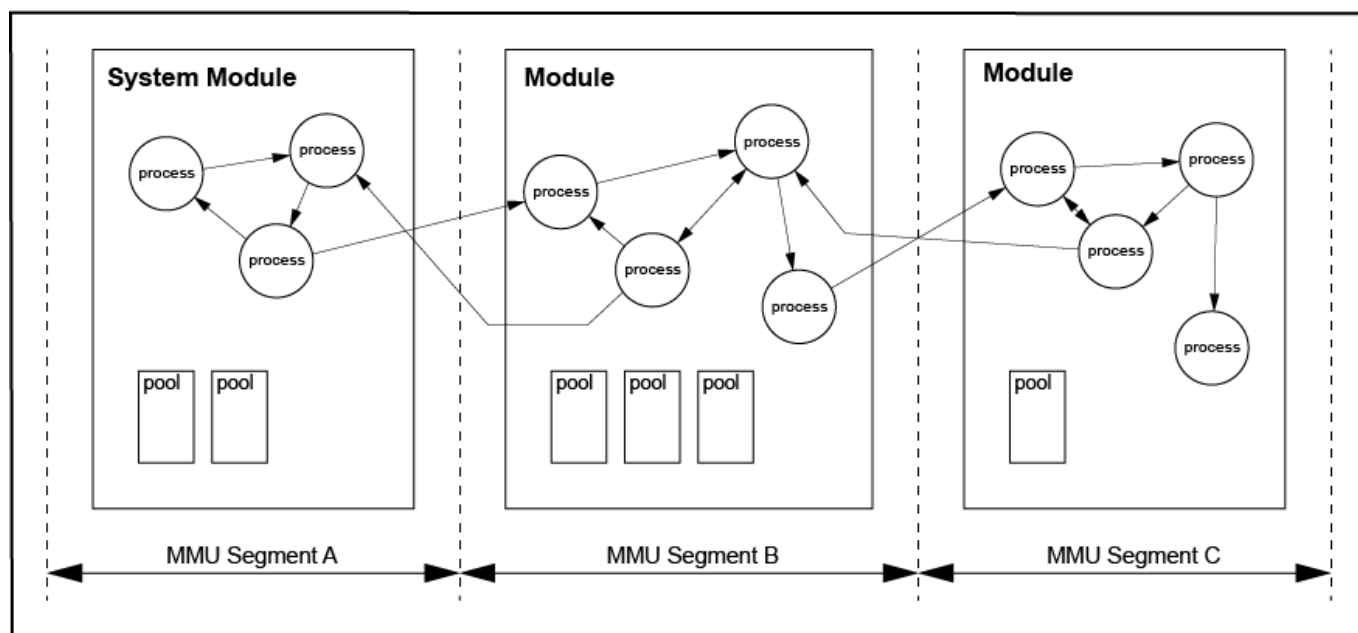 System Module
Module
Module
process
process
process
process
process
process
process
process
process
process
process
pool
pool
pool
pool
pool
pool
MMU Segment A
MMU Segment B
MMU Segment C